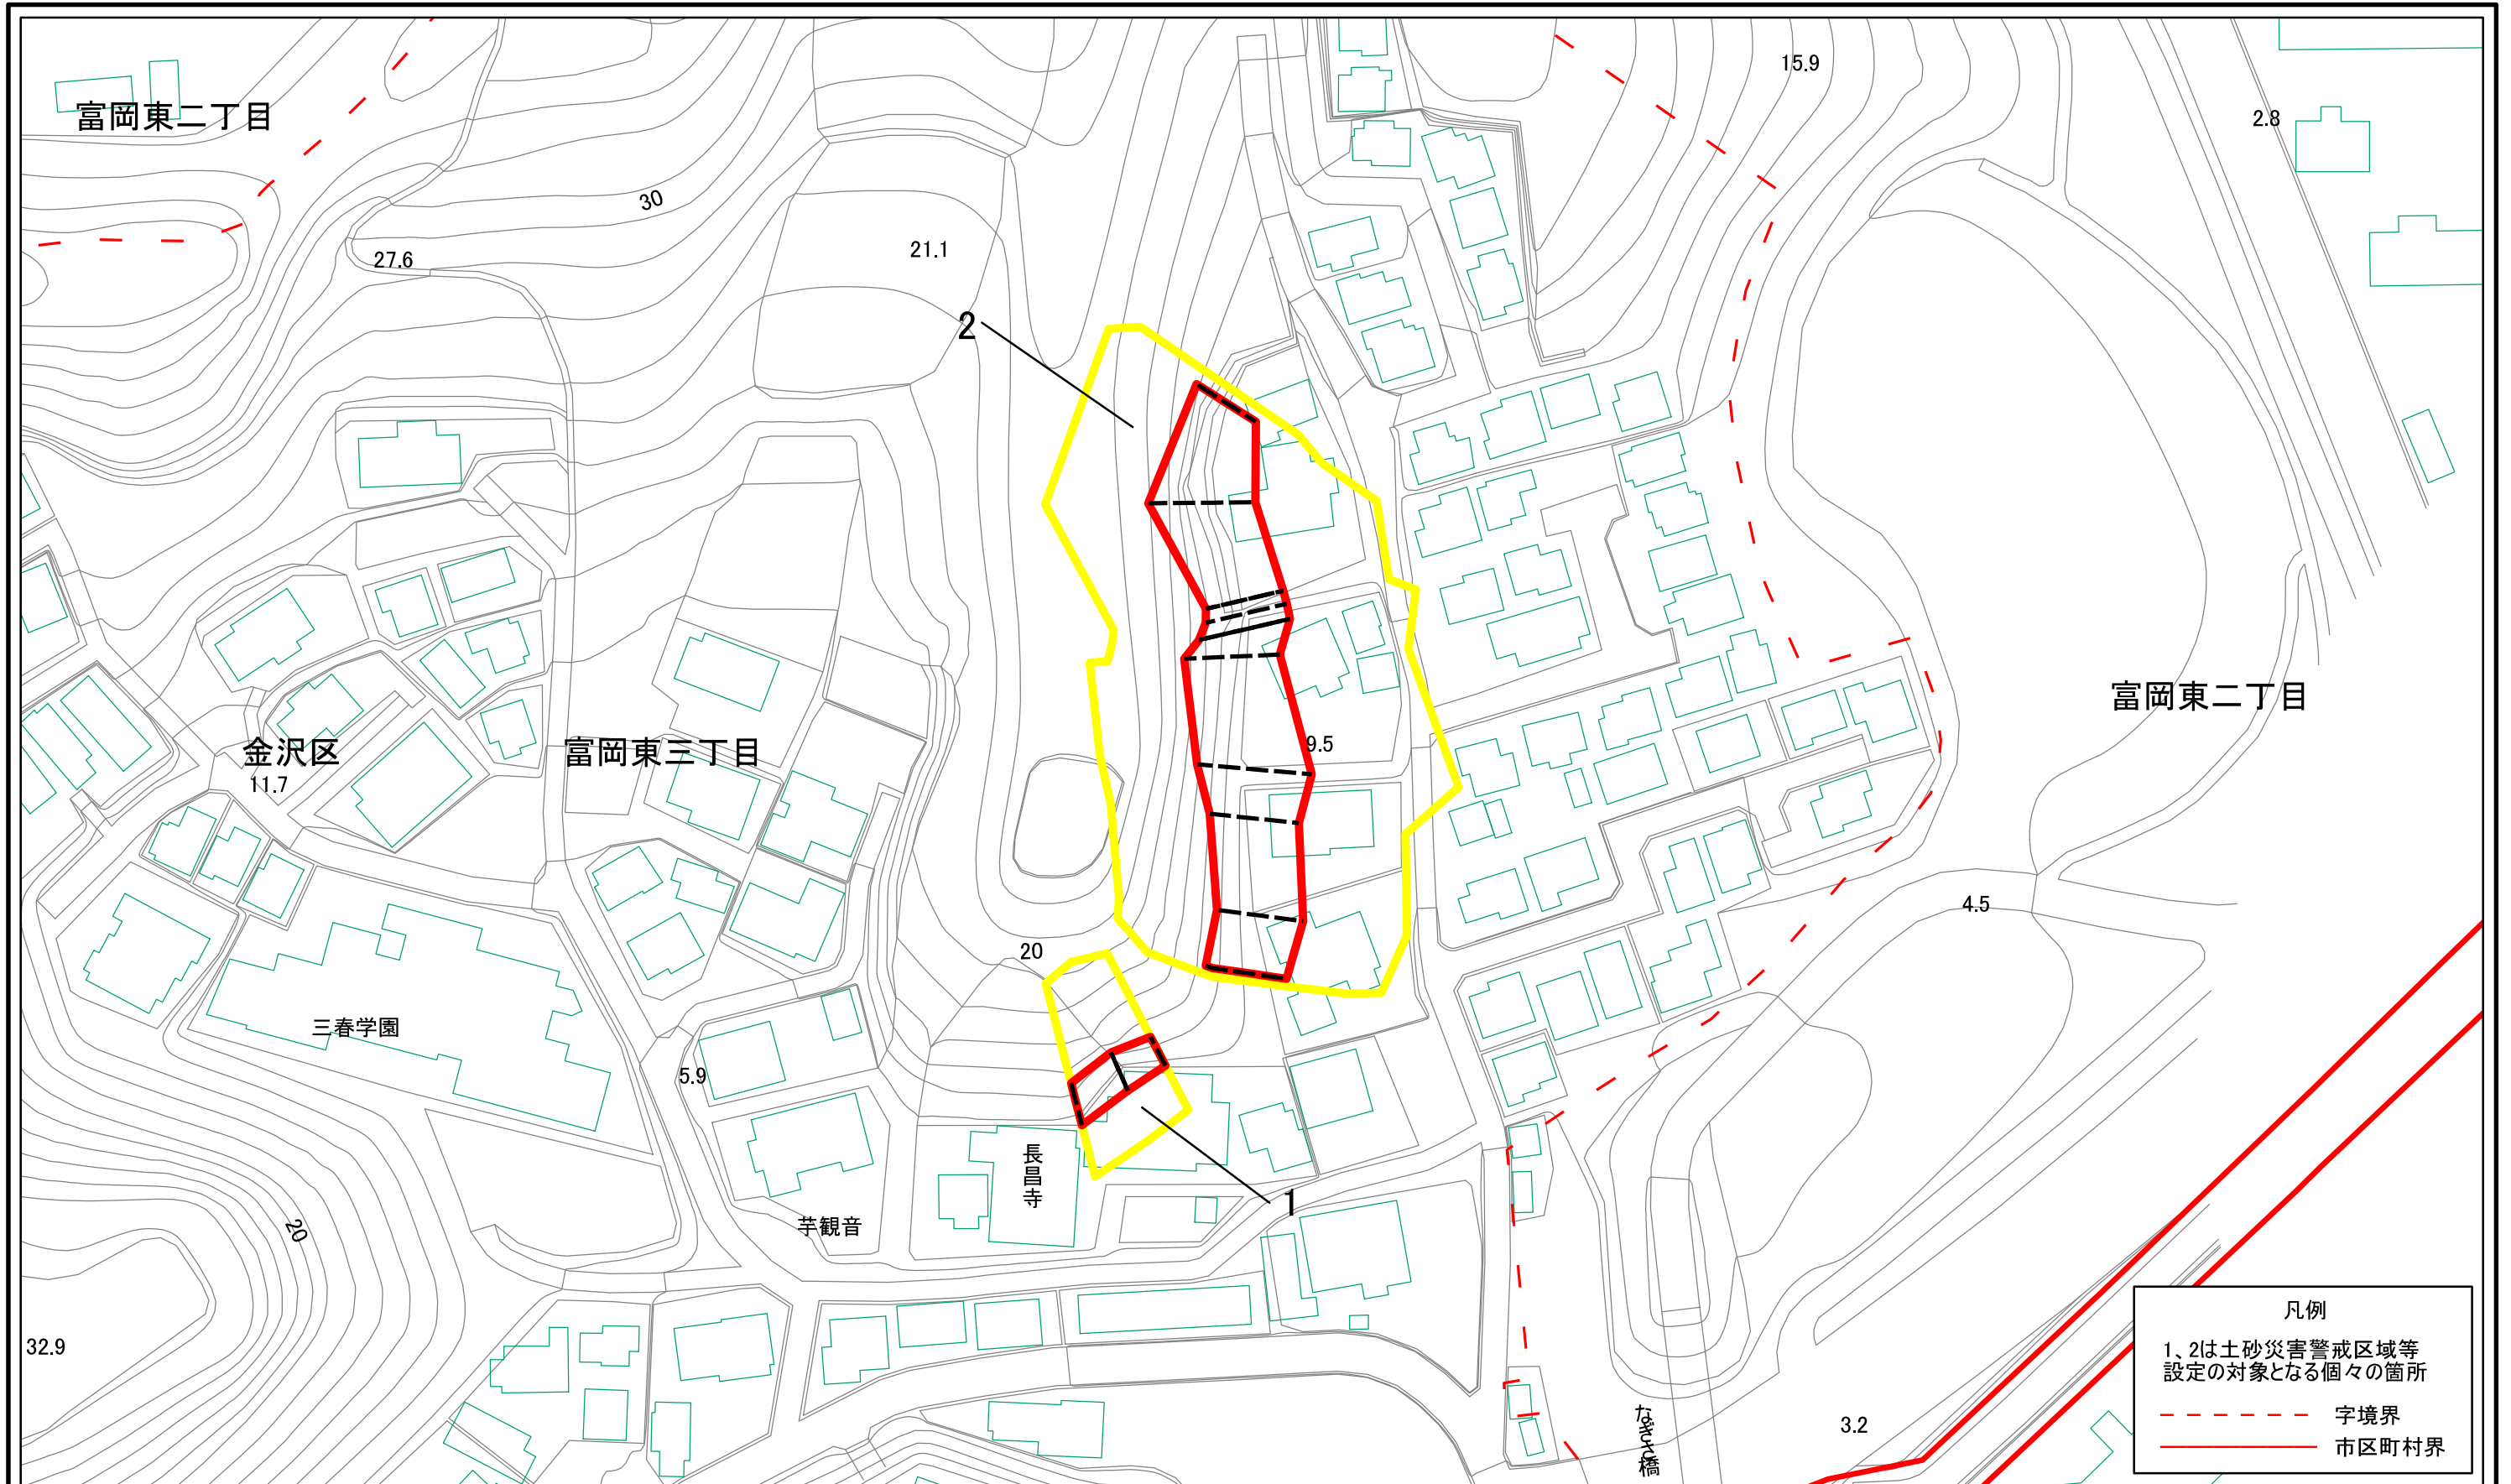 富岡東二丁目
15.9
2.8
30
27.6
21.1
2
富岡東二丁目
金沢区
富岡東三丁目
9.5
11.7
4.5
20
三春学園
5.9
長昌寺
1
芋観音
20
32.9
凡例
1、2は土砂災害警戒区域等
設定の対象となる個々の箇所
字境界
市区町村界
なぎさ橋
3.2